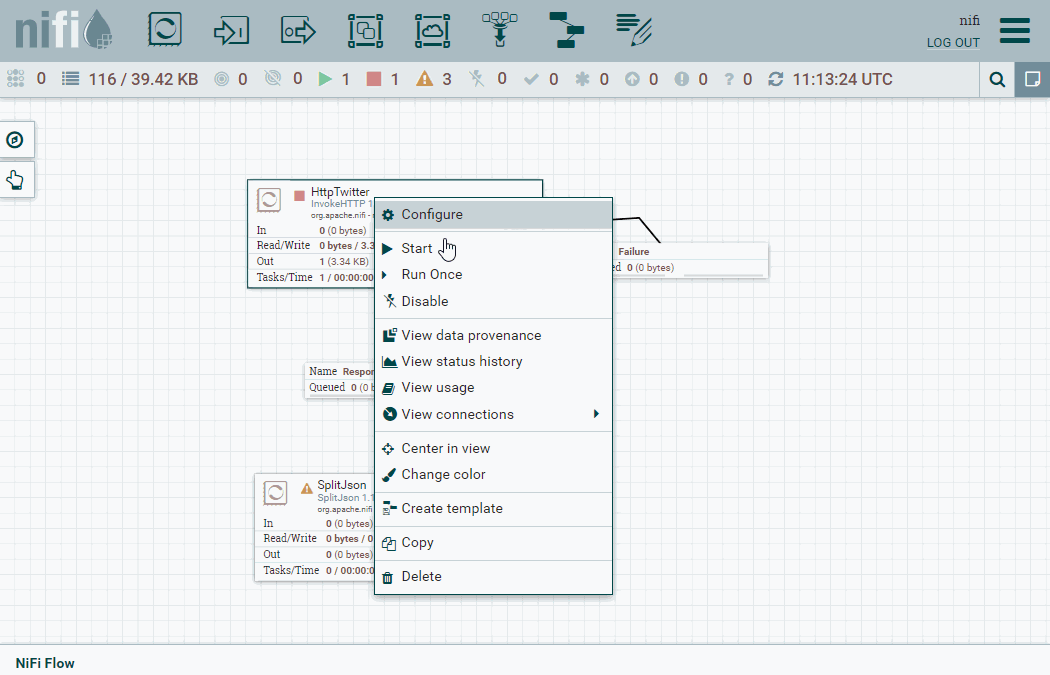 nifi
nifi
LOG OUT
0 116 / 39.42 KB 0 0 1 1 3 0 0 0 0 0 ? 0 11:13:24 UTC
HttpTwitter
InvokeHTTP 1
org.apache.nifi -
In 0 (0 bytes)
Read/Write 0 bytes / 3.3
Out 1 (3.34 KB)
Tasks/Time 1 / 00:00:00
Failure
ed 0 (0 bytes)
Name Respon
Queued 0 (0 b
SplitJson
SplitJson 1.1
org.apache.nifi
In 0 (0 bytes)
Read/Write 0 bytes / 0
Out 0 (0 bytes)
Tasks/Time 0 / 00:00:0
Configure
Start
Run Once
Disable
View data provenance
View status history
View usage
View connections
Center in view
Change color
Create template
Copy
Delete
NiFi Flow